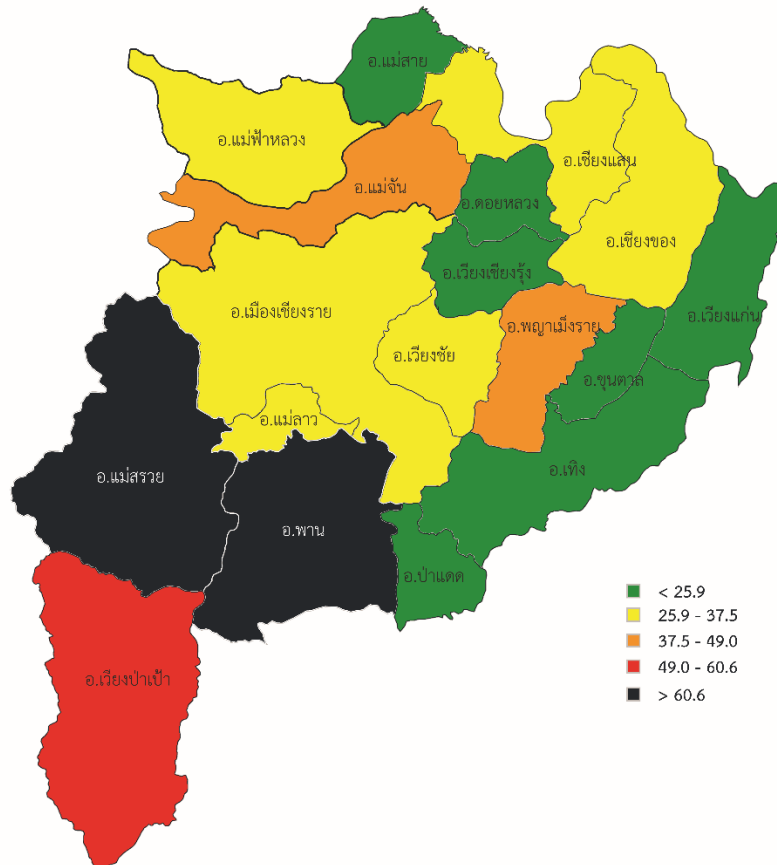 อ.แม่สาย
อ.แม่ฟ้าหลวง
อ.เชียงแสน
อ.แม่จัน
อ.ดอยหลวง
อ.เชียงของ
อ.เวียงเชียงรุ้ง
อ.เมืองเชียงราย
อ.เวียงแก่น
อ.พญาเม็งราย
อ.เวียงชัย
อ.ขุนตาล
อ.แม่ลาว
อ.เทิง
อ.แม่สรวย
อ.พาน
อ.ป่าแดด
< 25.9
25.9 - 37.5
37.5 - 49.0
49.0 - 60.6
> 60.6
อ.เวียงป่าเป้า